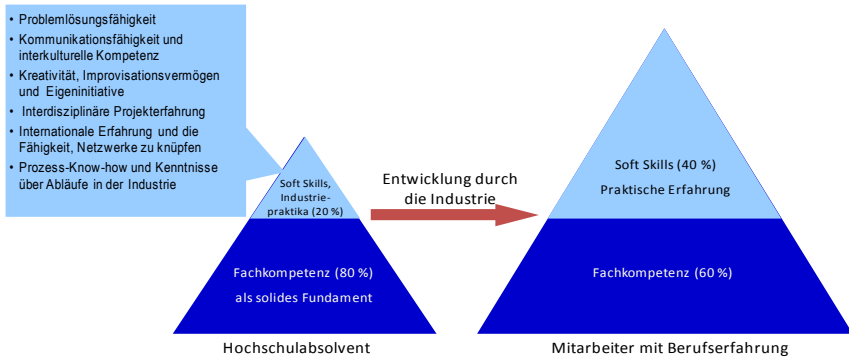 • Problemlösungsfähigkeit
• Kommunikationsfähigkeit und
interkulturelle Kompetenz
• Kreativität, Improvisationsvermögen
und Eigeninitiative
• Interdisziplinäre Projekterfahrung
• Internationale Erfahrung und die
Fähigkeit, Netzwerke zu knüpfen
• Prozess-Know-how und Kenntnisse
über Abläufe in der Industrie
Soft Skills,
Industrie-
praktika (20 %)
Fachkompetenz (80 %)
als solides Fundament
Hochschulabsolvent
Entwicklung durch
die Industrie
Soft Skills (40 %)
Praktische Erfahrung
Fachkompetenz (60 %)
Mitarbeiter mit Berufserfahrung